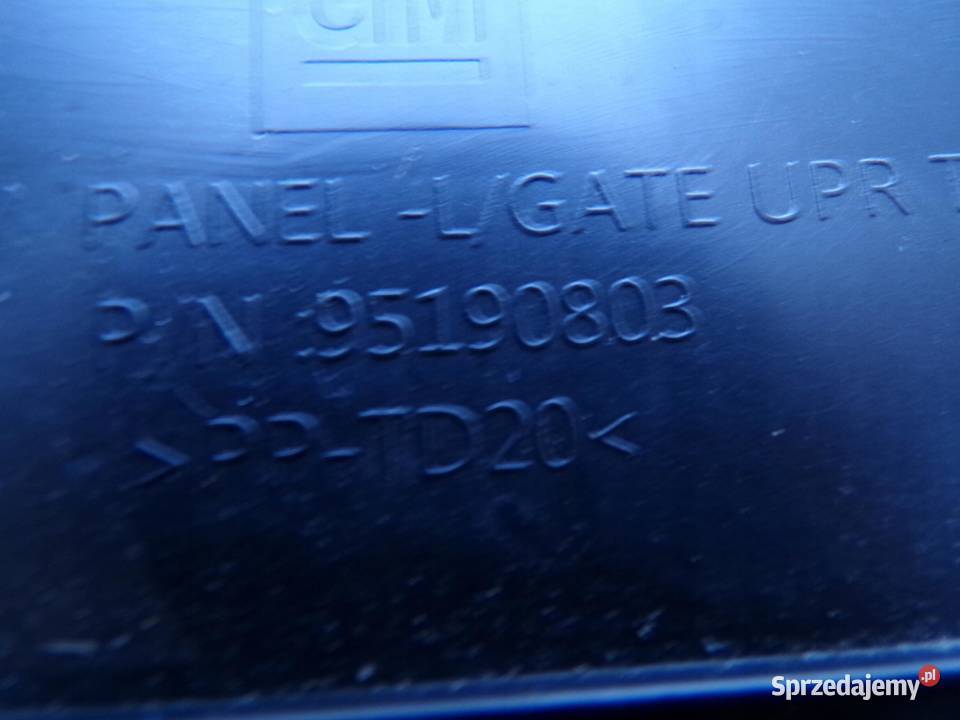 GM
PANEL -L/GATE UPR T
P/N :95190803
>PP-TD20<
Sprzedajemy.pl